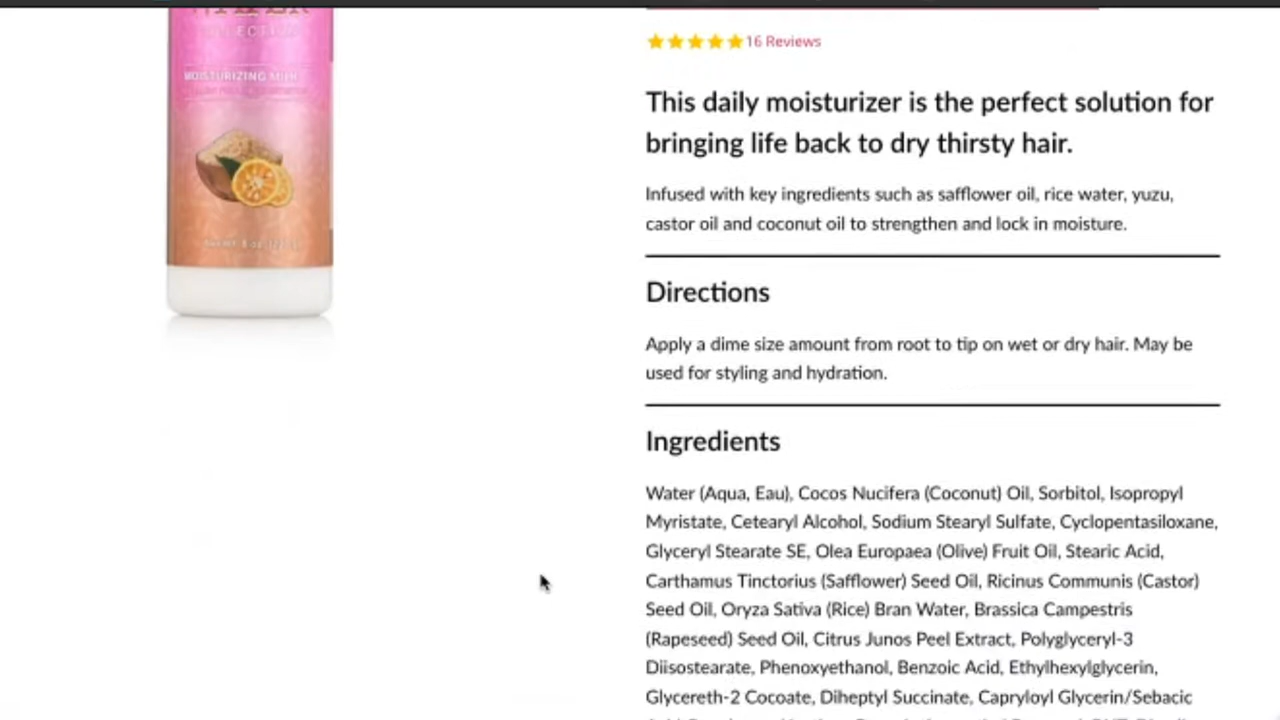 MOISTURIZING MILK
16 Reviews
This daily moisturizer is the perfect solution for
bringing life back to dry thirsty hair.
Infused with key ingredients such as safflower oil, rice water, yuzu,
castor oil and coconut oil to strengthen and lock in moisture.
Directions
Apply a dime size amount from root to tip on wet or dry hair. May be
used for styling and hydration.
Ingredients
Water (Aqua, Eau), Cocos Nucifera (Coconut) Oil, Sorbitol, Isopropyl
Myristate, Cetearyl Alcohol, Sodium Stearyl Sulfate, Cyclopentasiloxane,
Glyceryl Stearate SE, Olea Europaea (Olive) Fruit Oil, Stearic Acid,
Carthamus Tinctorius (Safflower) Seed Oil, Ricinus Communis (Castor)
Seed Oil, Oryza Sativa (Rice) Bran Water, Brassica Campestris
(Rapeseed) Seed Oil, Citrus Junos Peel Extract, Polyglyceryl-3
Diisostearate, Phenoxyethanol, Benzoic Acid, Ethylhexylglycerin,
Glycereth-2 Cocoate, Diheptyl Succinate, Capryloyl Glycerin/Sebacic